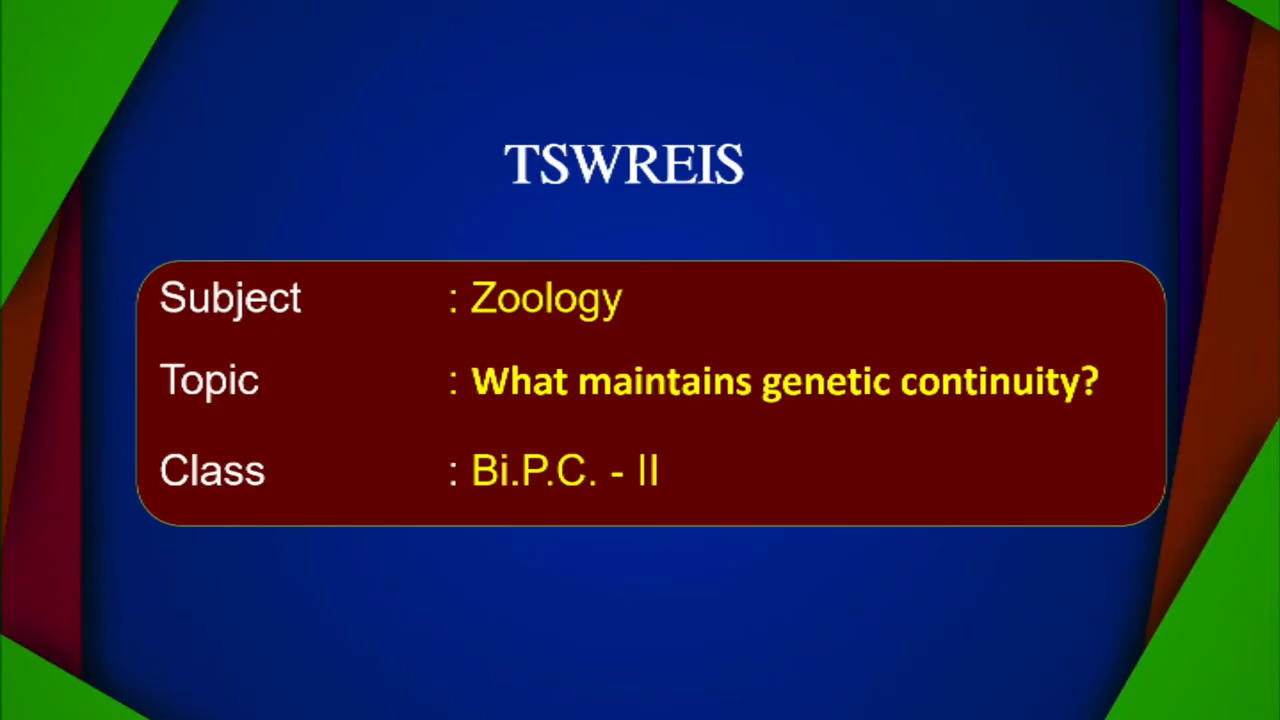 TSWREIS
Subject : Zoology
Topic : What maintains genetic continuity?
Class : Bi.P.C. - II